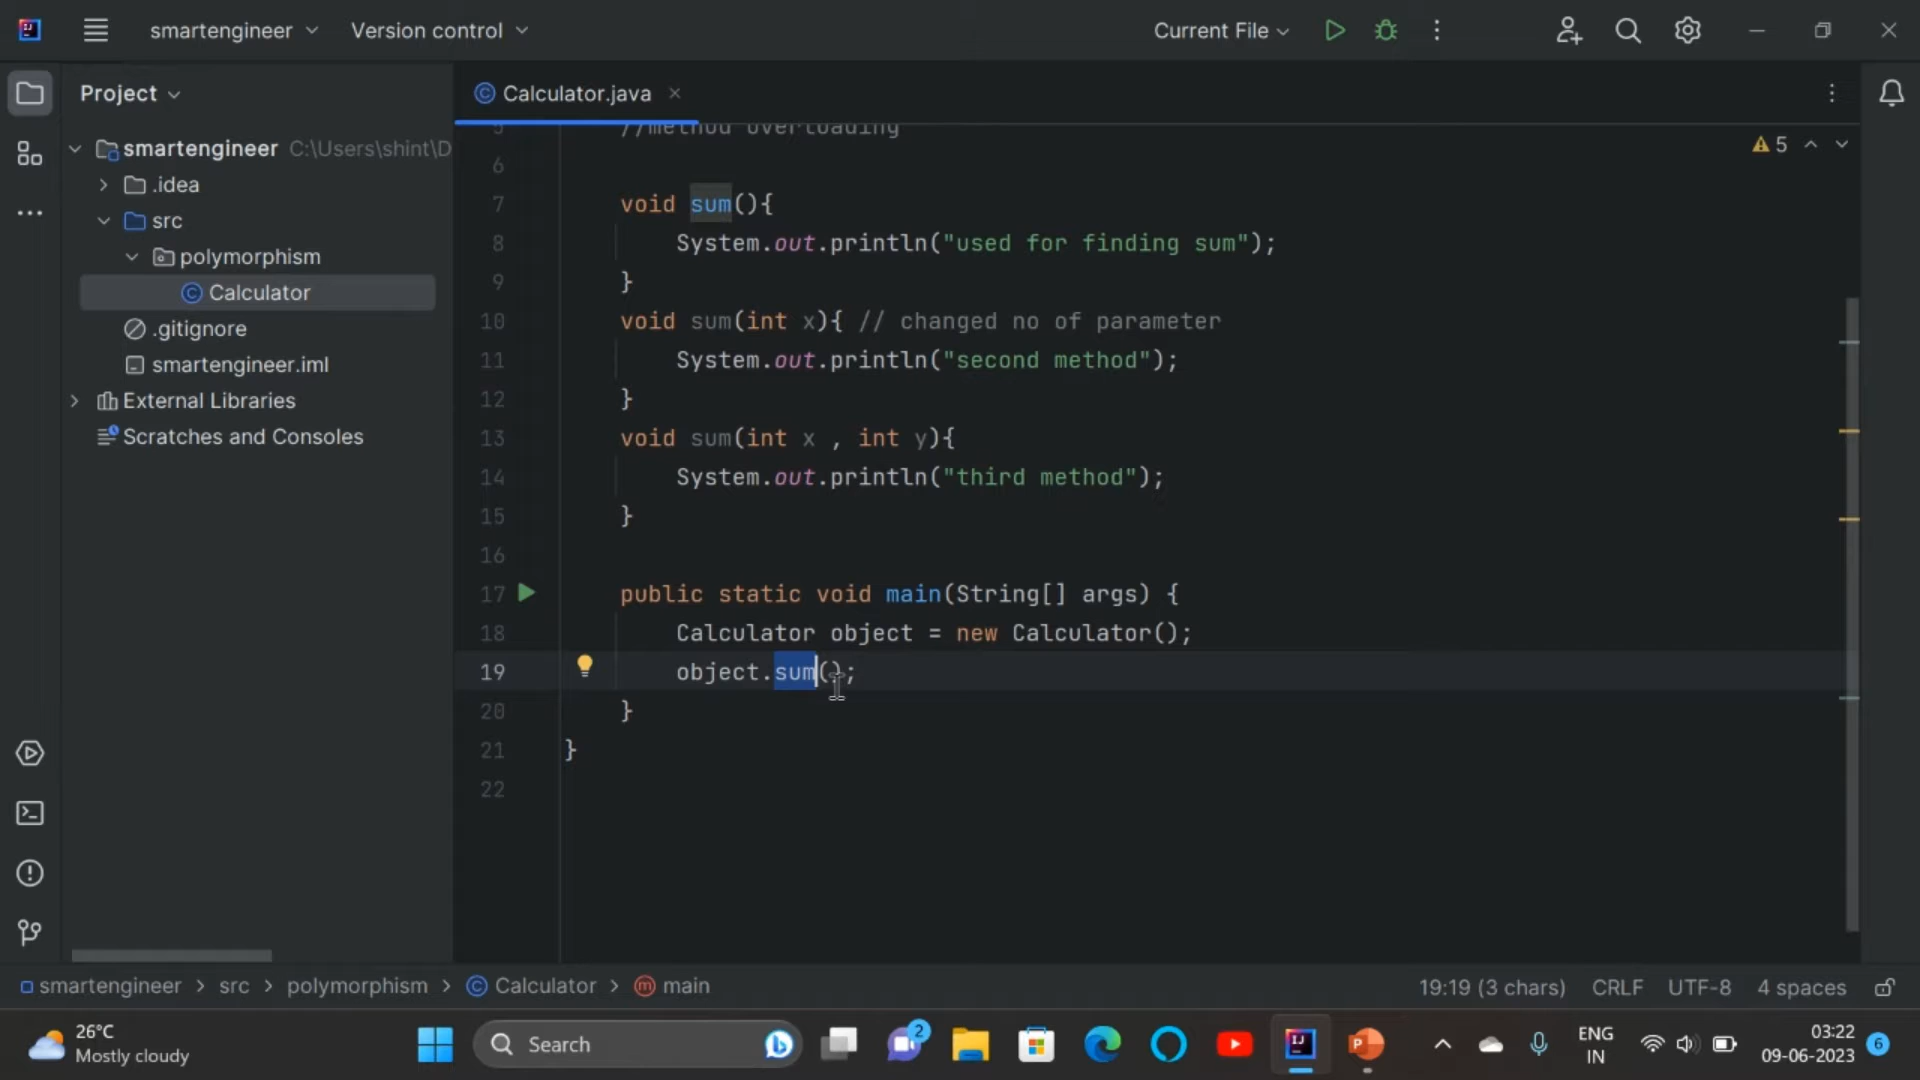 smartengineer
Version control
Current File
Project
Calculator.java
smartengineer C:\Users\shint\D
.idea
src
polymorphism
Calculator
.gitignore
smartengineer.iml
External Libraries
Scratches and Consoles
5
5 //method overloading
6
7 void sum(){
8 System.out.println("used for finding sum");
9 }
10 void sum(int x){ // changed no of parameter
11 System.out.println("second method");
12 }
13 void sum(int x , int y){
14 System.out.println("third method");
15 }
16
17 public static void main(String[] args) {
18 Calculator object = new Calculator();
19 object.sum();
20 }
21 }
22
smartengineer > src > polymorphism > Calculator > main
19:19 (3 chars) CRLF UTF-8 4 spaces
26°C
Mostly cloudy
Search
2
ENG
IN
03:22
09-06-2023
6